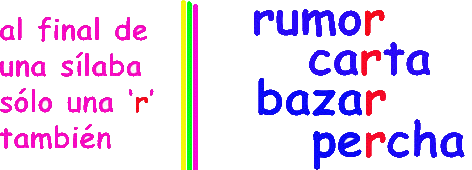 al final de
una sílaba
sólo una 'r'
también
rumor
carta
bazar
percha